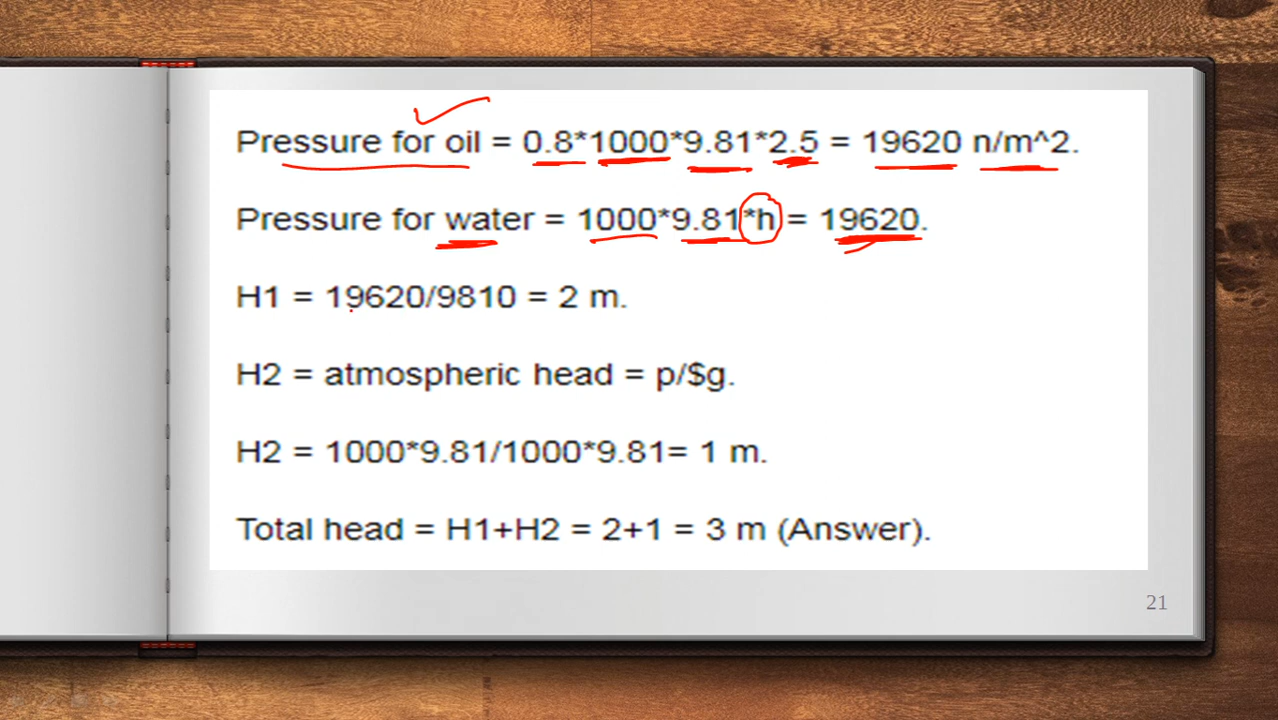 Pressure for oil = 0.8*1000*9.81*2.5 = 19620 n/m^2.
Pressure for water = 1000*9.81*h = 19620.
H1 = 19620/9810 = 2 m.
H2 = atmospheric head = p/$g.
H2 = 1000*9.81/1000*9.81= 1 m.
Total head = H1+H2 = 2+1 = 3 m (Answer).
21